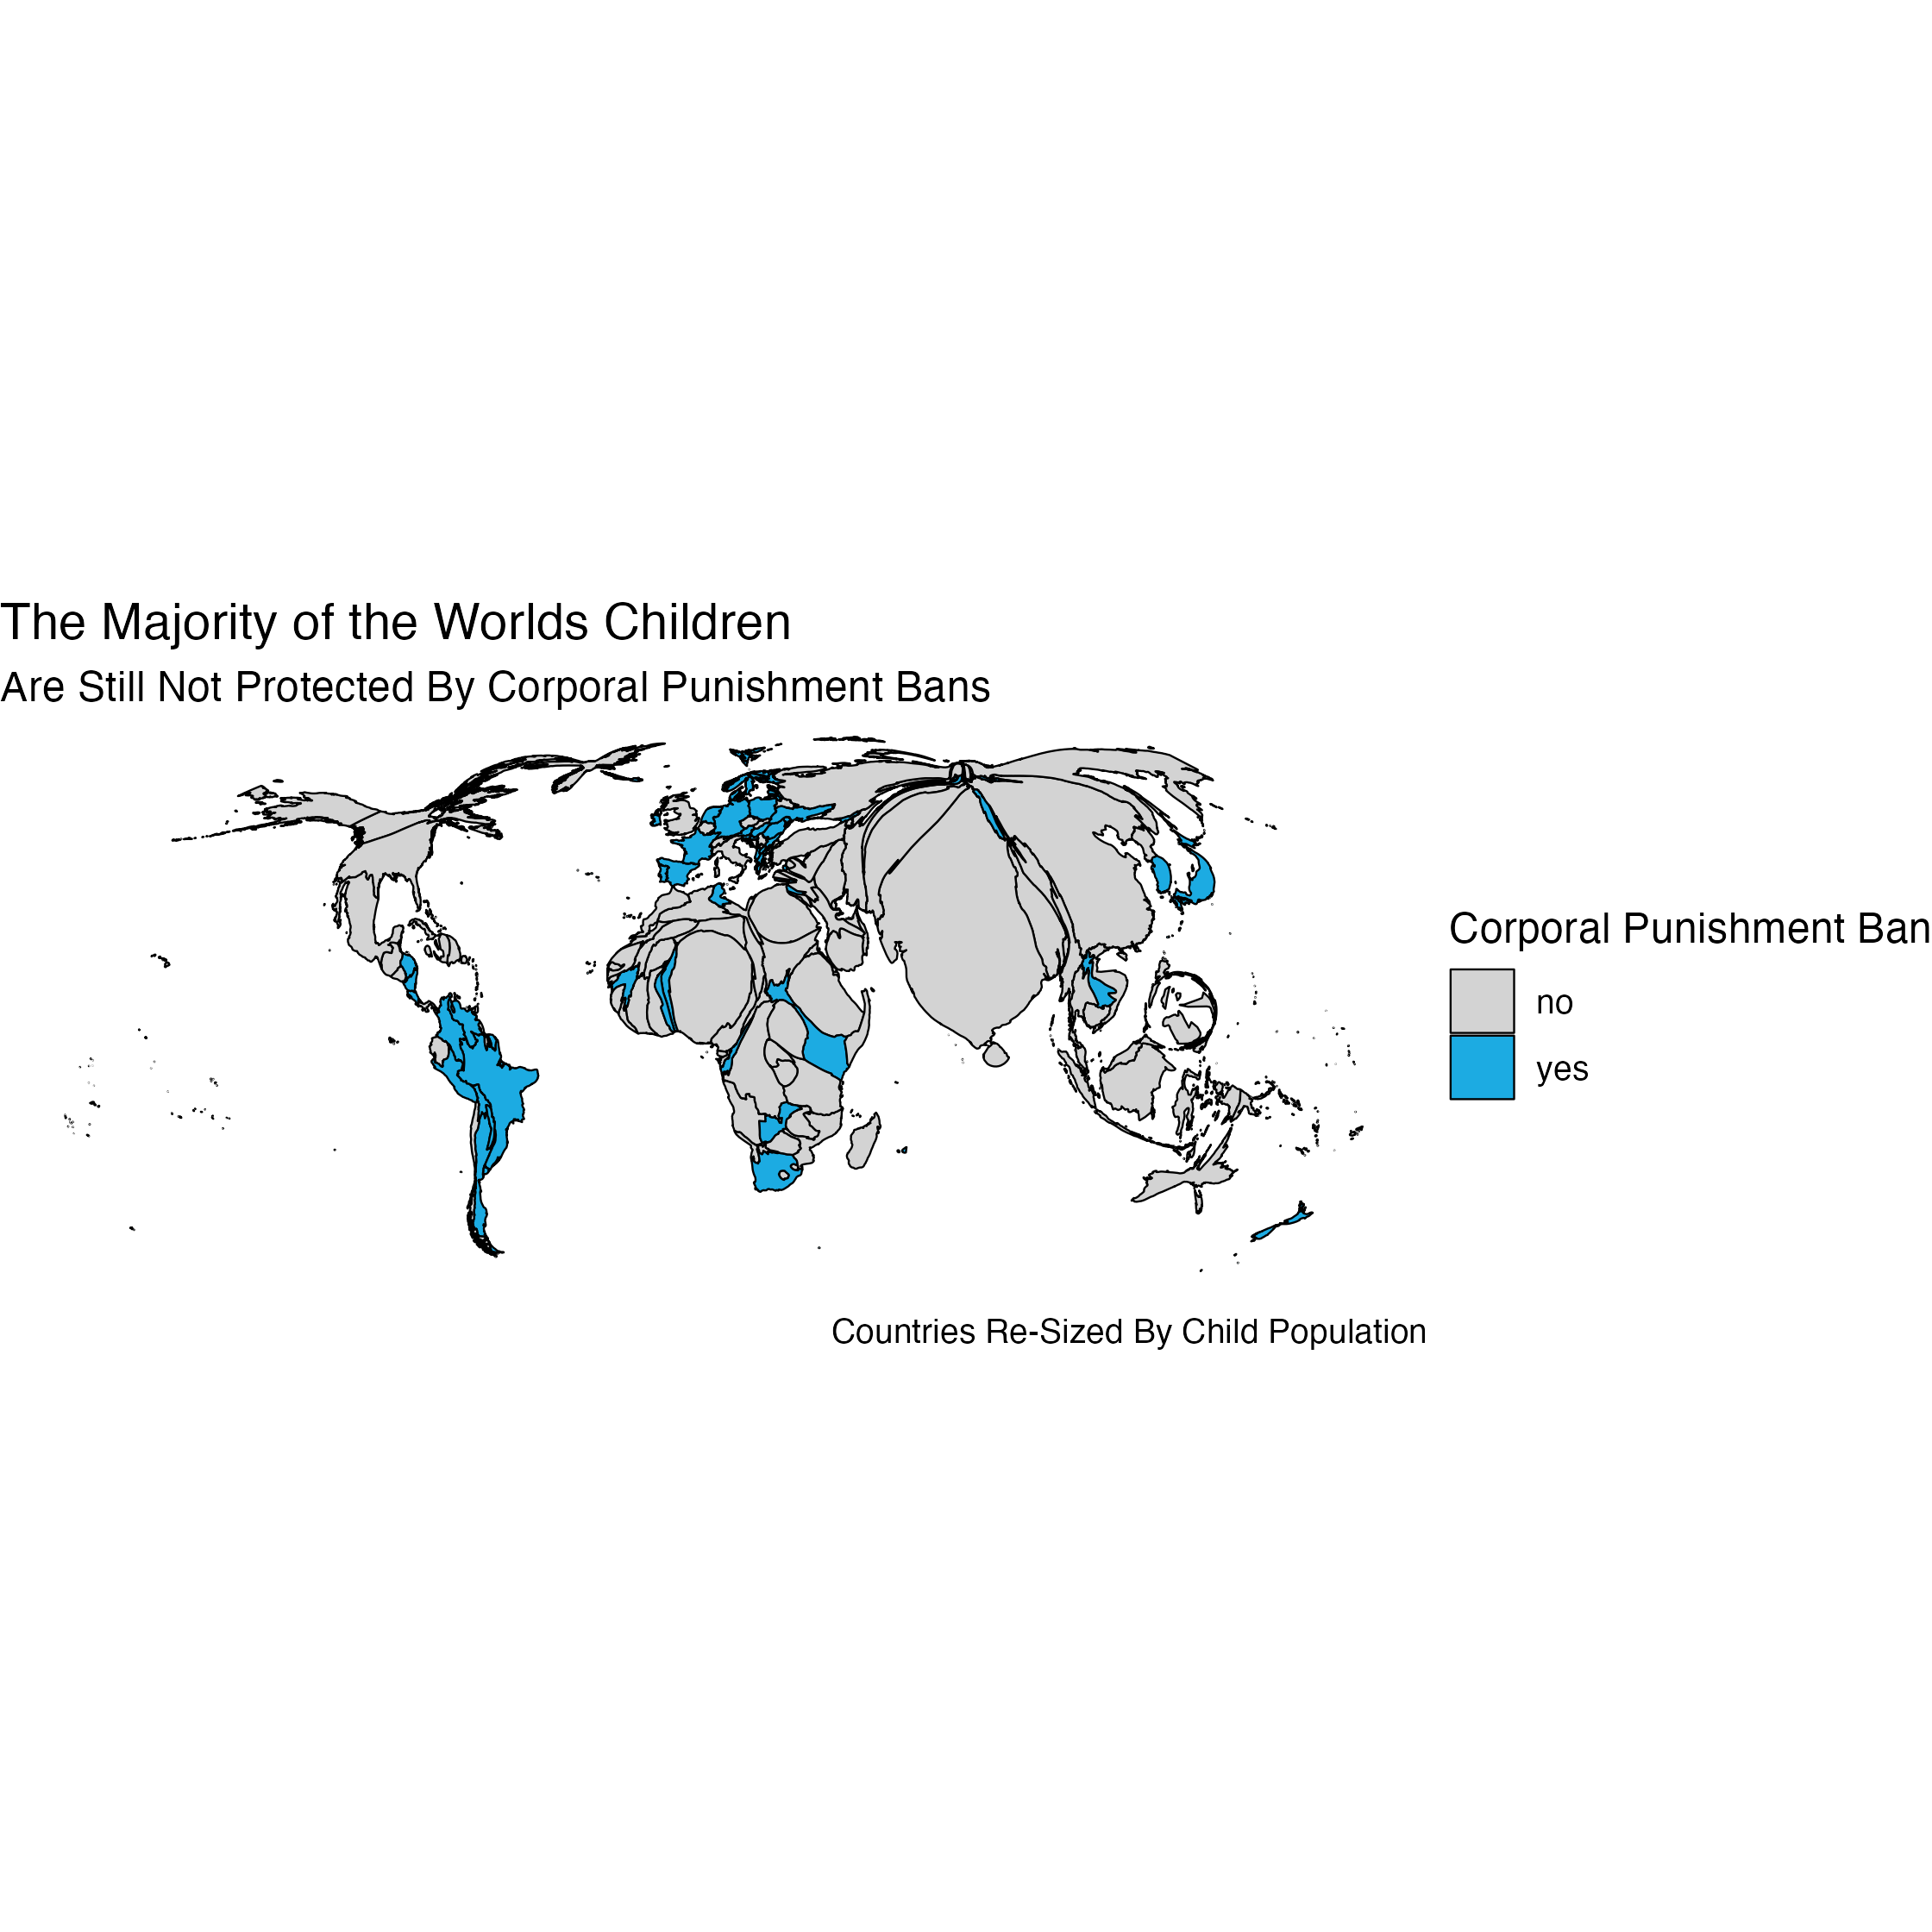 The Majority of the Worlds Children
Are Still Not Protected By Corporal Punishment Bans
Corporal Punishment Ban
no
yes
Countries Re-Sized By Child Population